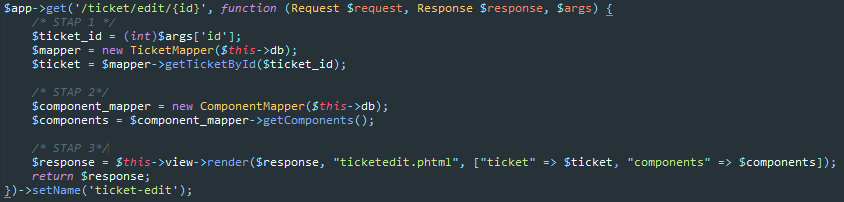 $app->get('/ticket/edit/{id}', function (Request $request, Response $response, $args) {
    /* STAP 1 */
    $ticket_id = (int)$args['id'];
    $mapper = new TicketMapper($this->db);
    $ticket = $mapper->getTicketById($ticket_id);

    /* STAP 2*/
    $component_mapper = new ComponentMapper($this->db);
    $components = $component_mapper->getComponents();

    /* STAP 3*/
    $response = $this->view->render($response, "ticketedit.phtml", ["ticket" => $ticket, "components" => $components]);
    return $response;
})->setName('ticket-edit');